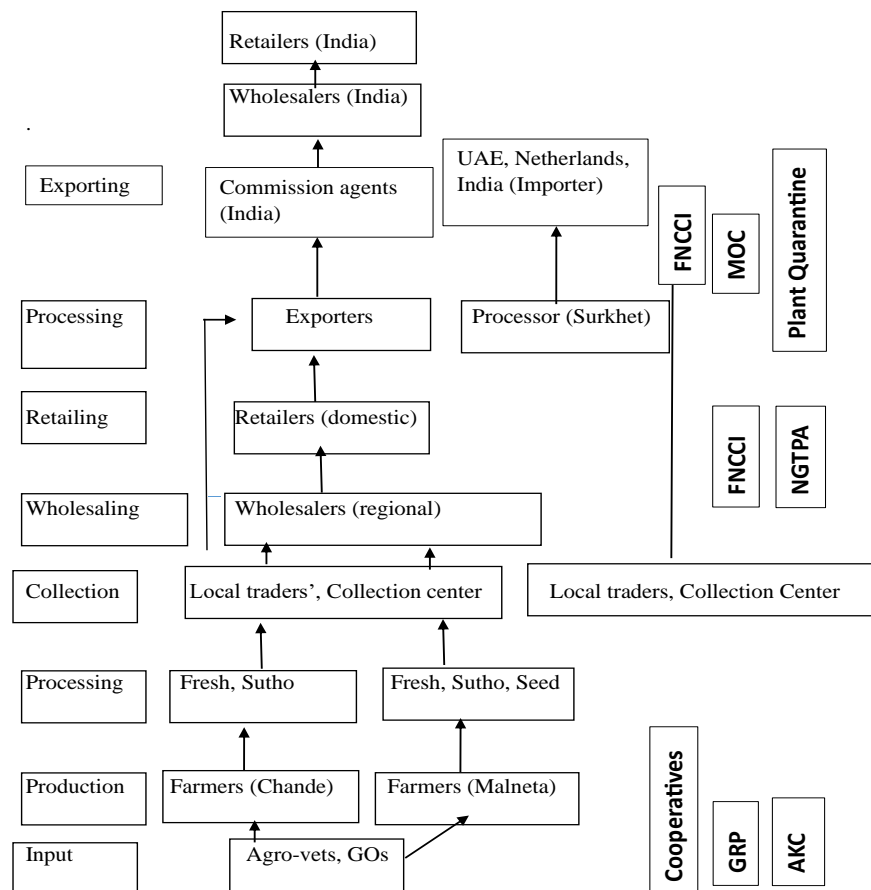 Retailers (India)
Wholesalers (India)
.
UAE, Netherlands,
India (Importer)
Exporting
Commission agents
(India)
FNCCI
MOC
Plant Quarantine
Processing
Exporters
Processor (Surkhet)
Retailing
Retailers (domestic)
FNCCI
NGTPA
Wholesaling
Wholesalers (regional)
Collection
Local traders’, Collection center
Local traders, Collection Center
Processing
Fresh, Sutho
Fresh, Sutho, Seed
Production
Farmers (Chande)
Farmers (Malneta)
Cooperatives
GRP
AKC
Input
Agro-vets, GOs